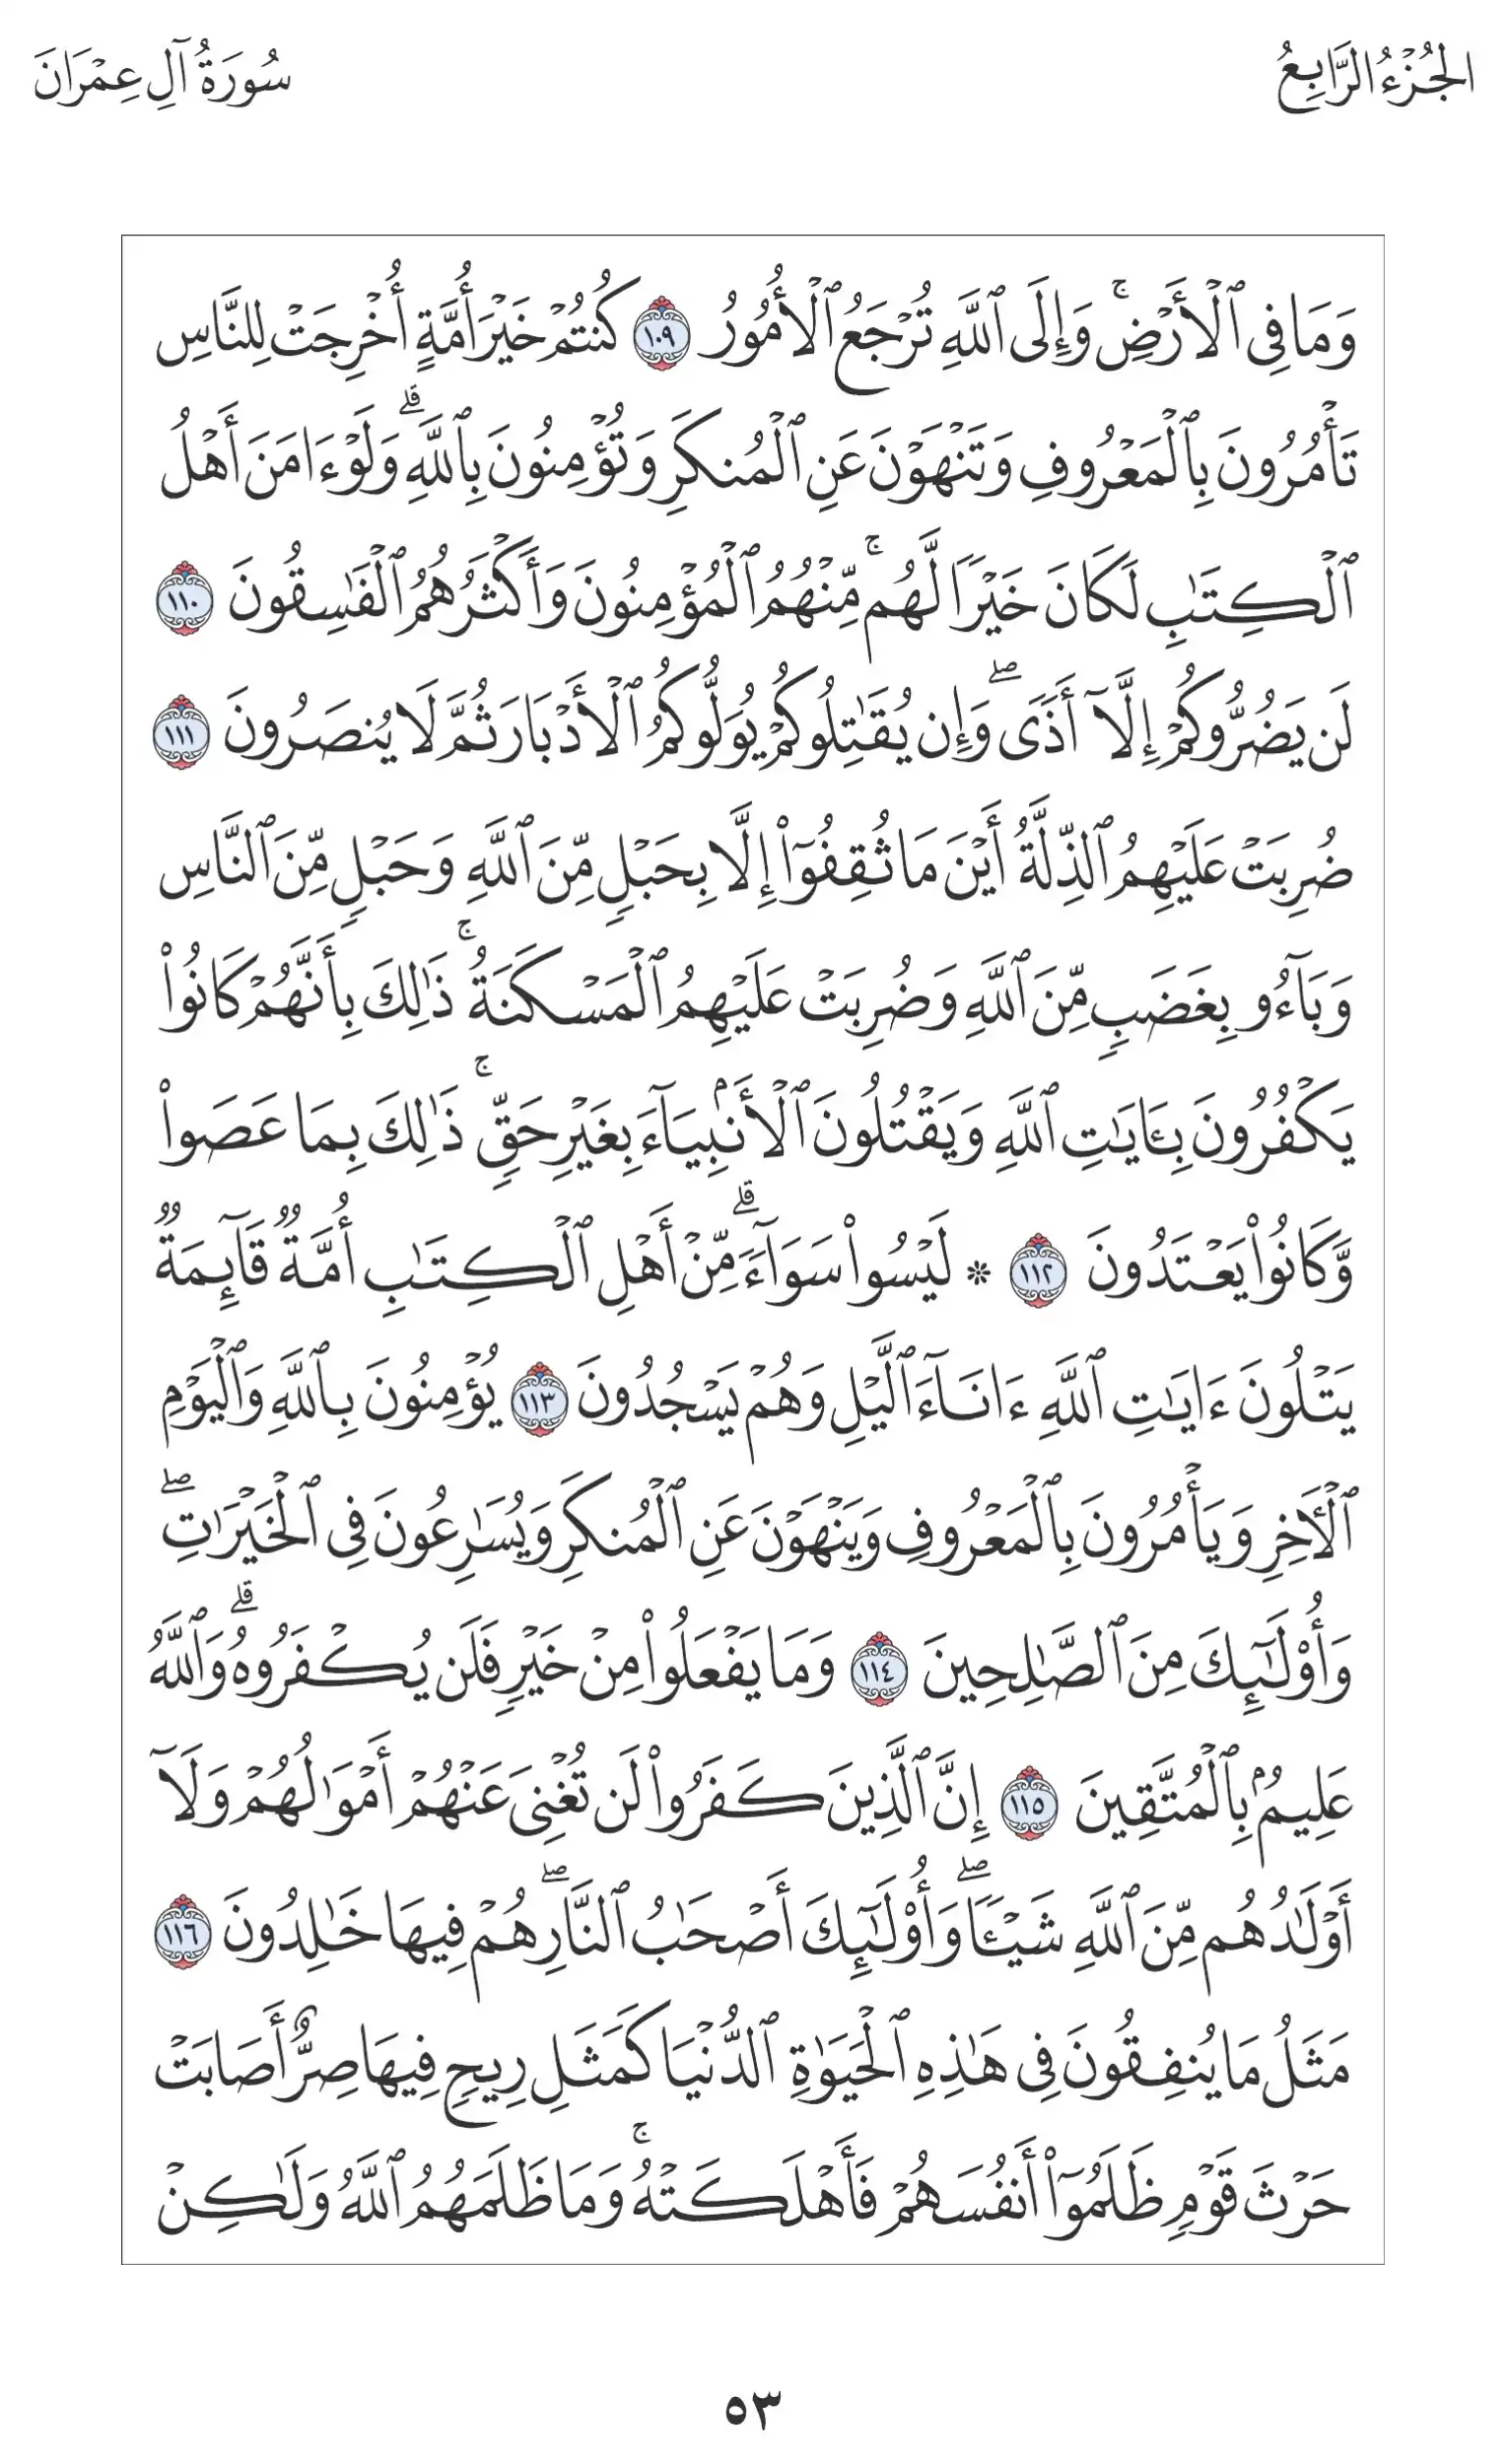 الجُزْءُ الرَّابِعُ
سُورَةُ آلِ عِمْرَانَ
وَمَا فِى ٱلْأَرْضِۚ وَإِلَى ٱللَّهِ تُرْجَعُ ٱلْأُمُورُ ١٠٩ كُنتُمْ خَيْرَ أُمَّةٍ أُخْرِجَتْ لِلنَّاسِ
تَأْمُرُونَ بِٱلْمَعْرُوفِ وَتَنْهَوْنَ عَنِ ٱلْمُنكَرِ وَتُؤْمِنُونَ بِٱللَّهِۗ وَلَوْ ءَامَنَ أَهْلُ
ٱلْكِتَٰبِ لَكَانَ خَيْرًا لَّهُمۚ مِّنْهُمُ ٱلْمُؤْمِنُونَ وَأَكْثَرُهُمُ ٱلْفَٰسِقُونَ ١١٠
لَن يَضُرُّوكُمْ إِلَّآ أَذًىۖ وَإِن يُقَٰتِلُوكُمْ يُوَلُّوكُمُ ٱلْأَدْبَارَ ثُمَّ لَا يُنصَرُونَ ١١١
ضُرِبَتْ عَلَيْهِمُ ٱلذِّلَّةُ أَيْنَ مَا ثُقِفُوٓا۟ إِلَّا بِحَبْلٍ مِّنَ ٱللَّهِ وَحَبْلٍ مِّنَ ٱلنَّاسِ
وَبَآءُو بِغَضَبٍ مِّنَ ٱللَّهِ وَضُرِبَتْ عَلَيْهِمُ ٱلْمَسْكَنَةُۚ ذَٰلِكَ بِأَنَّهُمْ كَانُوا۟
يَكْفُرُونَ بِـَٔايَٰتِ ٱللَّهِ وَيَقْتُلُونَ ٱلْأَنۢبِيَآءَ بِغَيْرِ حَقٍّۚ ذَٰلِكَ بِمَا عَصَوا۟
وَّكَانُوا۟ يَعْتَدُونَ ١١٢ ۞ لَيْسُوا۟ سَوَآءًۗ مِّنْ أَهْلِ ٱلْكِتَٰبِ أُمَّةٌ قَآئِمَةٌ
يَتْلُونَ ءَايَٰتِ ٱللَّهِ ءَانَآءَ ٱلَّيْلِ وَهُمْ يَسْجُدُونَ ١١٣ يُؤْمِنُونَ بِٱللَّهِ وَٱلْيَوْمِ
ٱلْـَٔاخِرِ وَيَأْمُرُونَ بِٱلْمَعْرُوفِ وَيَنْهَوْنَ عَنِ ٱلْمُنكَرِ وَيُسَٰرِعُونَ فِى ٱلْخَيْرَٰتِۖ
وَأُو۟لَٰٓئِكَ مِنَ ٱلصَّٰلِحِينَ ١١٤ وَمَا يَفْعَلُوا۟ مِنْ خَيْرٍ فَلَن يُكْفَرُوهُۗ وَٱللَّهُ
عَلِيمٌۢ بِٱلْمُتَّقِينَ ١١٥ إِنَّ ٱلَّذِينَ كَفَرُوا۟ لَن تُغْنِىَ عَنْهُمْ أَمْوَٰلُهُمْ وَلَآ
أَوْلَٰدُهُم مِّنَ ٱللَّهِ شَيْـًٔاۖ وَأُو۟لَٰٓئِكَ أَصْحَٰبُ ٱلنَّارِۖ هُمْ فِيهَا خَٰلِدُونَ ١١٦
مَثَلُ مَا يُنفِقُونَ فِى هَٰذِهِ ٱلْحَيَوٰةِ ٱلدُّنْيَا كَمَثَلِ رِيحٍ فِيهَا صِرٌّ أَصَابَتْ
حَرْثَ قَوْمٍ ظَلَمُوٓا۟ أَنفُسَهُمْ فَأَهْلَكَتْهُۚ وَمَا ظَلَمَهُمُ ٱللَّهُ وَلَٰكِنْ
٥٣